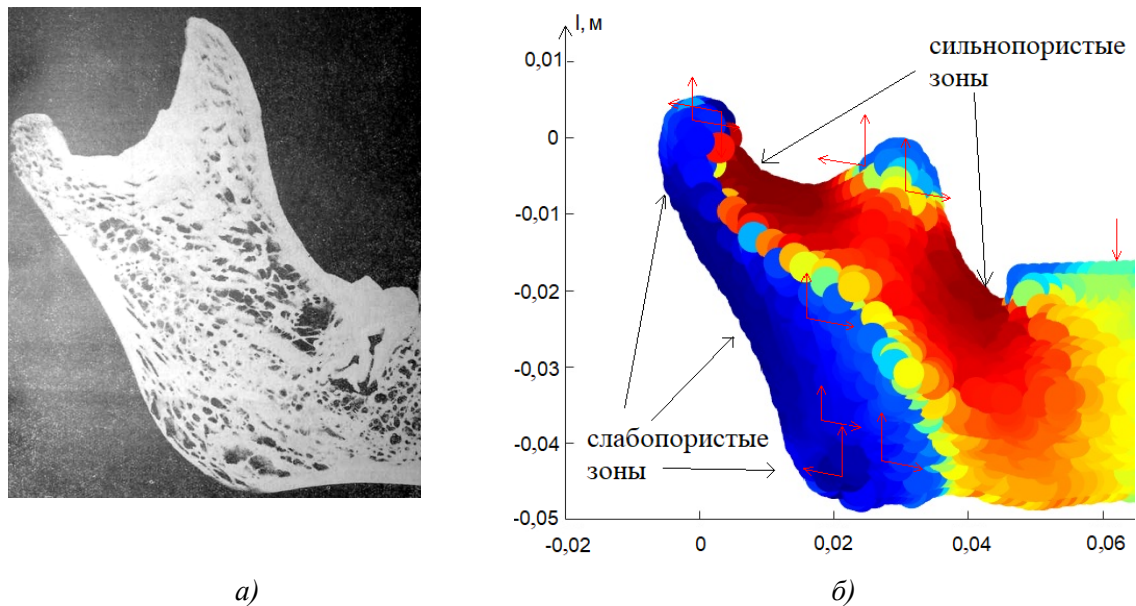 l, м
0,01
0
-0,01
-0,02
-0,03
-0,04
-0,05
-0,02
0
0,02
0,04
0,06
сильнопористые
зоны
слабопористые
зоны
а)
б)